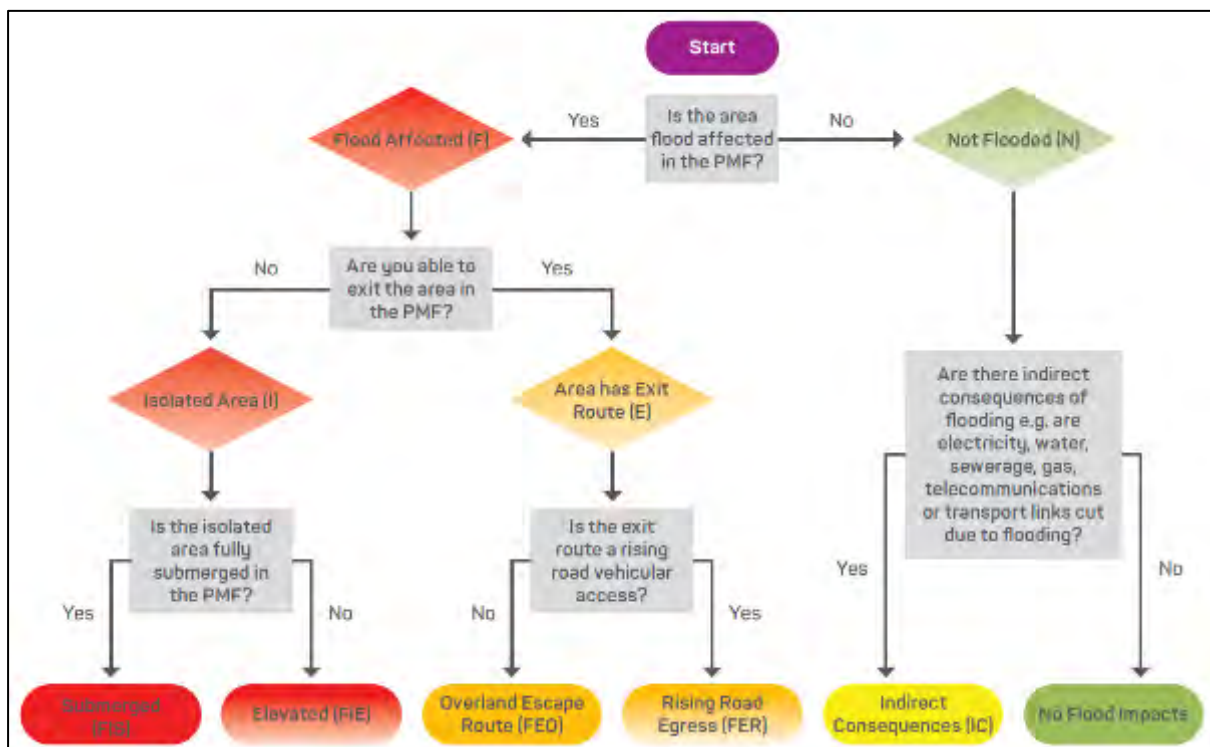 Start
Is the area
flood affected
in the PMF?
Yes
No
Flood Affected (F)
Not Flooded (N)
Are you able to
exit the area in
the PMF?
No
Yes
Isolated Area (I)
Area has Exit
Route (E)
Are there indirect
consequences of
flooding e.g. are
electricity, water,
sewerage, gas,
telecommunications
or transport links cut
due to flooding?
Is the isolated
area fully
submerged in
the PMF?
Is the exit
route a rising
road vehicular
access?
Yes
No
No
Yes
Yes
No
Submerged
(FIS)
Elevated (FIE)
Overland Escape
Route (FEO)
Rising Road
Egress (FER)
Indirect
Consequences (IC)
No Flood Impacts